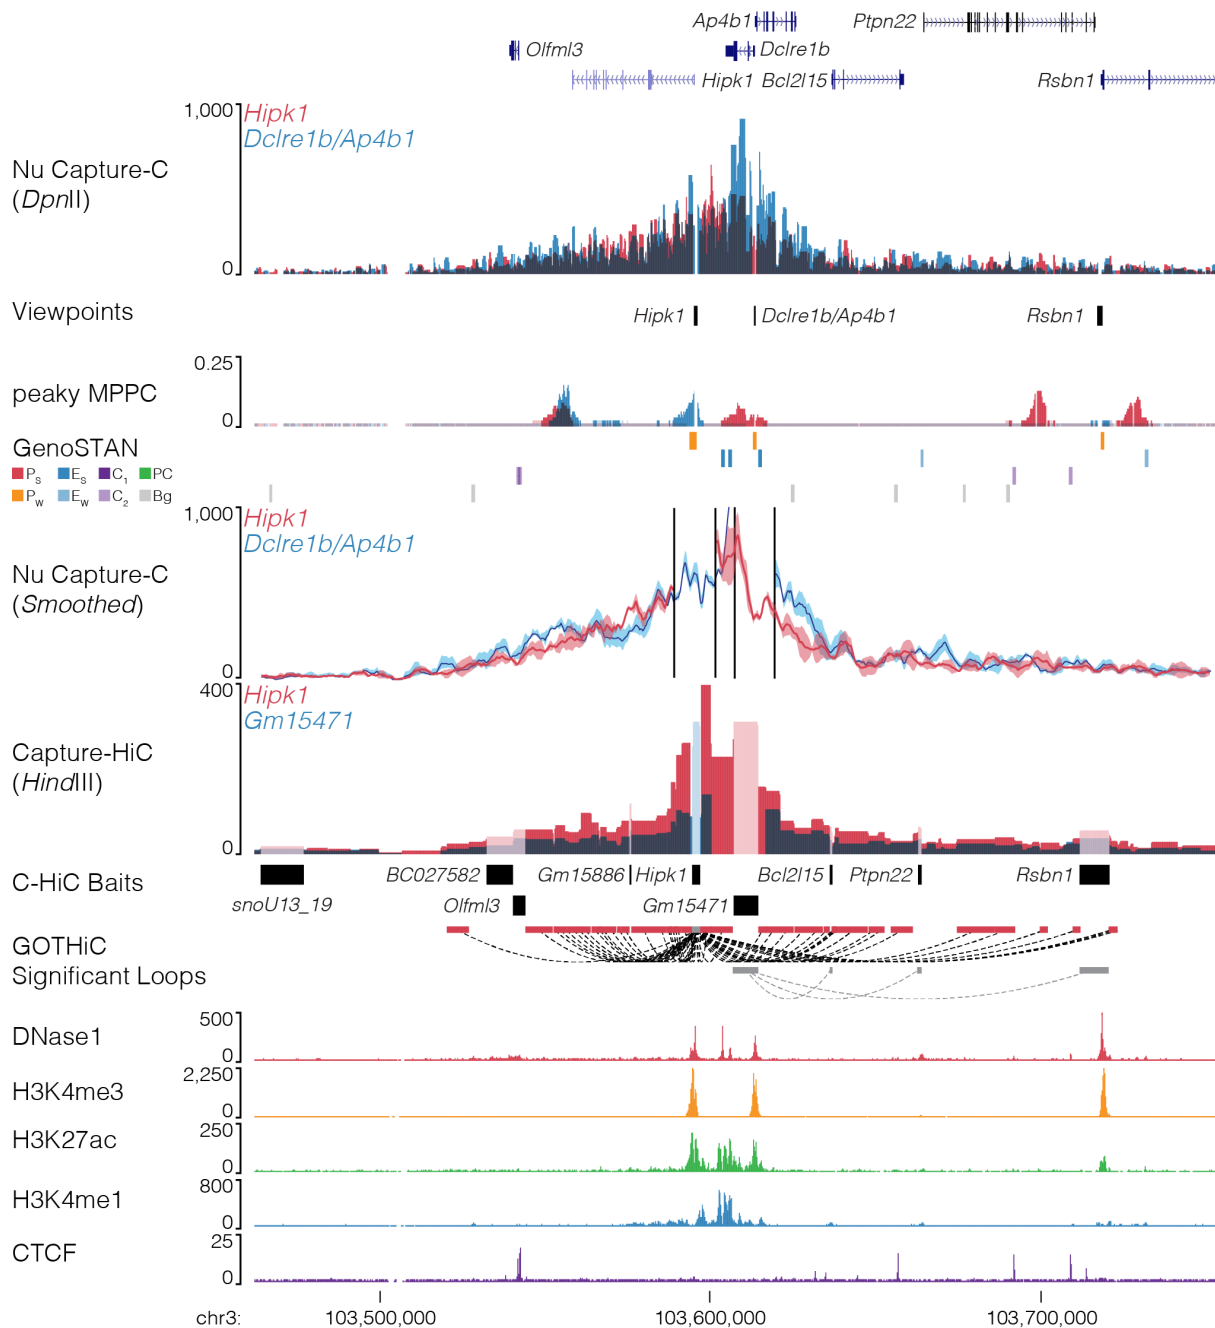 Ap4b1 Ptpn22
Olfml3 Dclre1b
Hipk1 Bcl2l15 Rsbn1
1,000 Hipk1
Dclre1b/Ap4b1
Nu Capture-C
(DpnII)
0
Viewpoints Hipk1 Dclre1b/Ap4b1 Rsbn1
0.25
peaky MPPC
0
GenoSTAN
PS ES C1 PC
PW EW C2 Bg
1,000 Hipk1
Dclre1b/Ap4b1
Nu Capture-C
(Smoothed)
0
400 Hipk1
Gm15471
Capture-HiC
(HindIII)
0
C-HiC Baits BC027582 Gm15886 Hipk1 Bcl2l15 Ptpn22 Rsbn1
snoU13_19 Olfml3 Gm15471
GOTHiC
Significant Loops
500
DNase1
0
2,250
H3K4me3
0
250
H3K27ac
0
800
H3K4me1
0
25
CTCF
0
chr3: 103,500,000 103,600,000 103,700,000